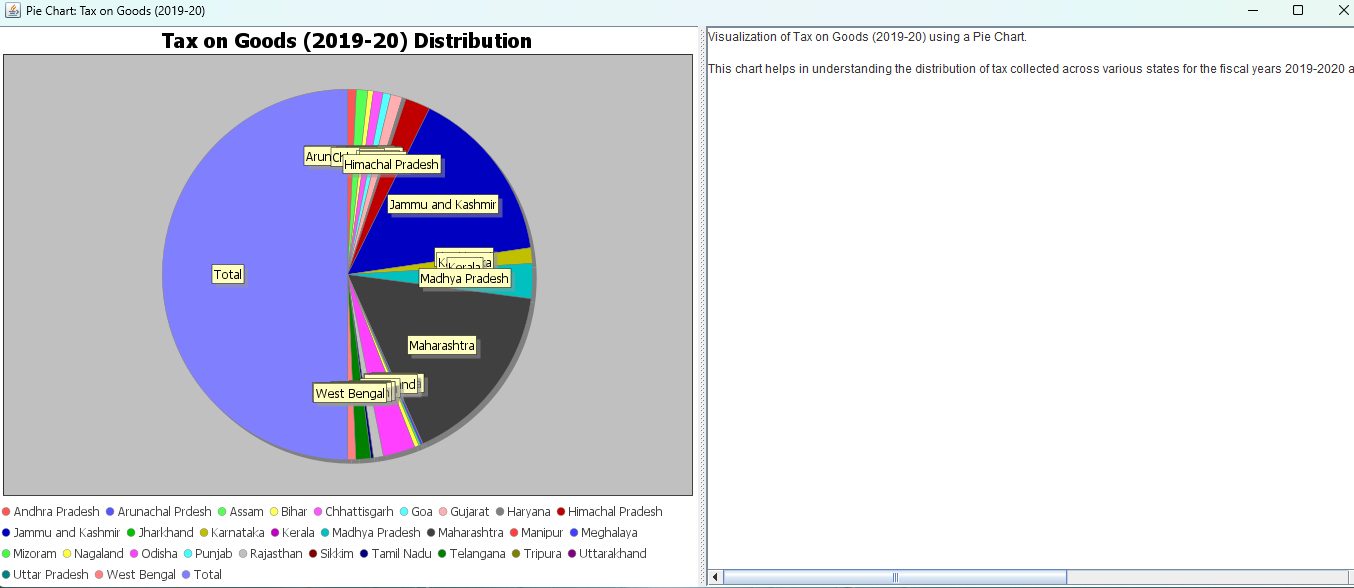 Pie Chart: Tax on Goods (2019-20)
Tax on Goods (2019-20) Distribution
Himachal Pradesh
Jammu and Kashmir
Kerala
Total
Madhya Pradesh
Maharashtra
West Bengal
Andhra Pradesh Arunachal Prdesh Assam Bihar Chhattisgarh Goa Gujarat Haryana Himachal Pradesh
Jammu and Kashmir Jharkhand Karnataka Kerala Madhya Pradesh Maharashtra Manipur Meghalaya
Mizoram Nagaland Odisha Punjab Rajasthan Sikkim Tamil Nadu Telangana Tripura Uttarakhand
Uttar Pradesh West Bengal Total
Visualization of Tax on Goods (2019-20) using a Pie Chart.
This chart helps in understanding the distribution of tax collected across various states for the fiscal years 2019-2020 a